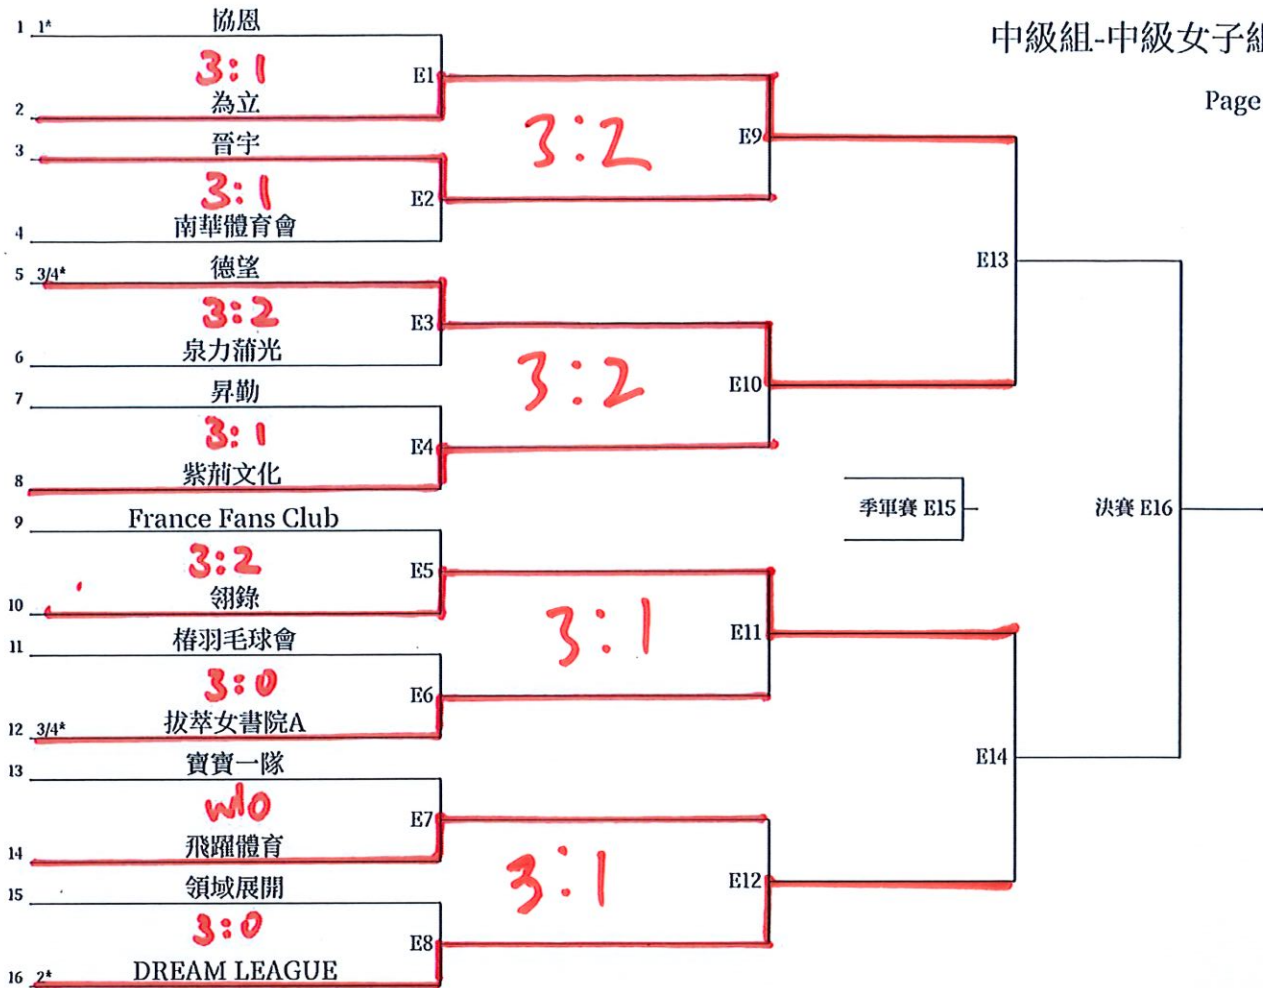 中級組-中級女子組
Page
1 1* 協恩
3:1
E1
2 為立
3 晉宇
3:1
E2
4 南華體育會
3:2
E9
5 3/4* 德望
3:2
E3
6 泉力蒲光
7 昇勤
3:1
E4
8 紫荊文化
3:2
E10
E13
9 France Fans Club
3:2
E5
10 翎錄
11 椿羽毛球會
3:0
E6
12 3/4* 拔萃女書院A
3:1
E11
13 寶寶一隊
w/o
E7
14 飛躍體育
15 領域展開
3:0
E8
16 2* DREAM LEAGUE
3:1
E12
E14
季軍賽 E15
決賽 E16